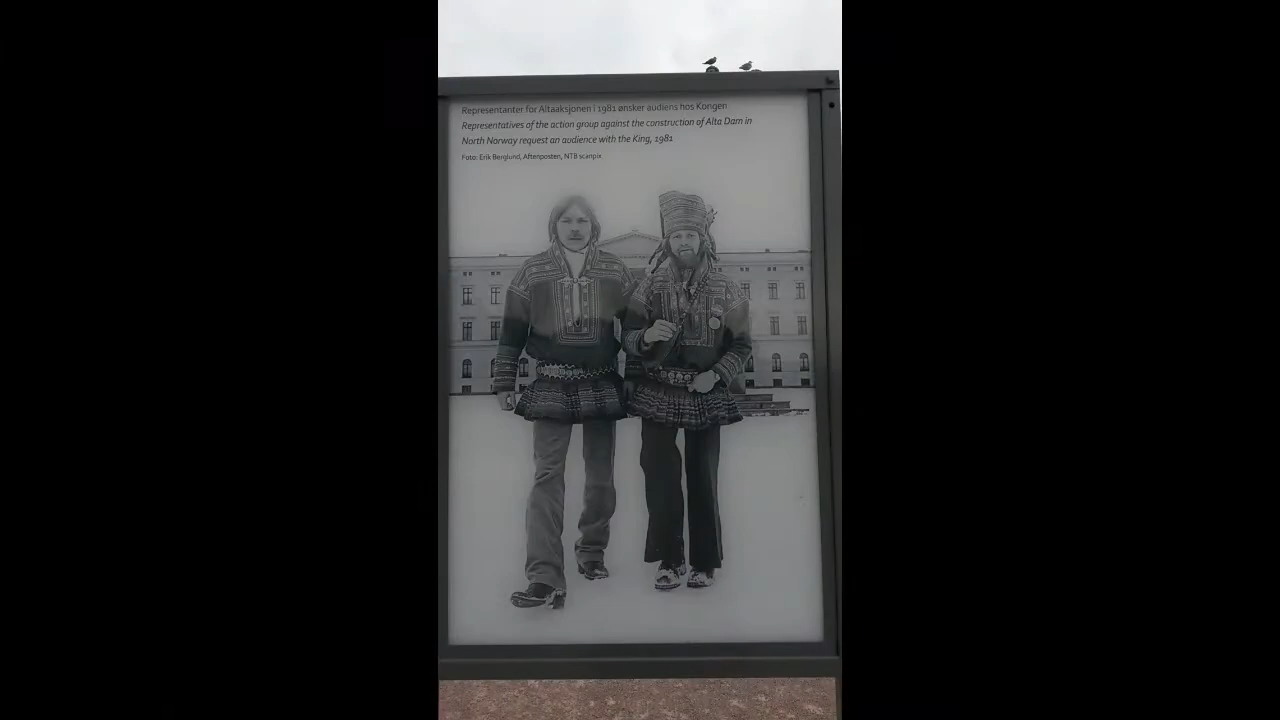 Representanter for Altaaksjonen i 1981 ønsker audiens hos Kongen
Representatives of the action group against the construction of Alta Dam in
North Norway request an audience with the King, 1981
Foto: Erik Berglund, Aftenposten, NTB scanpix